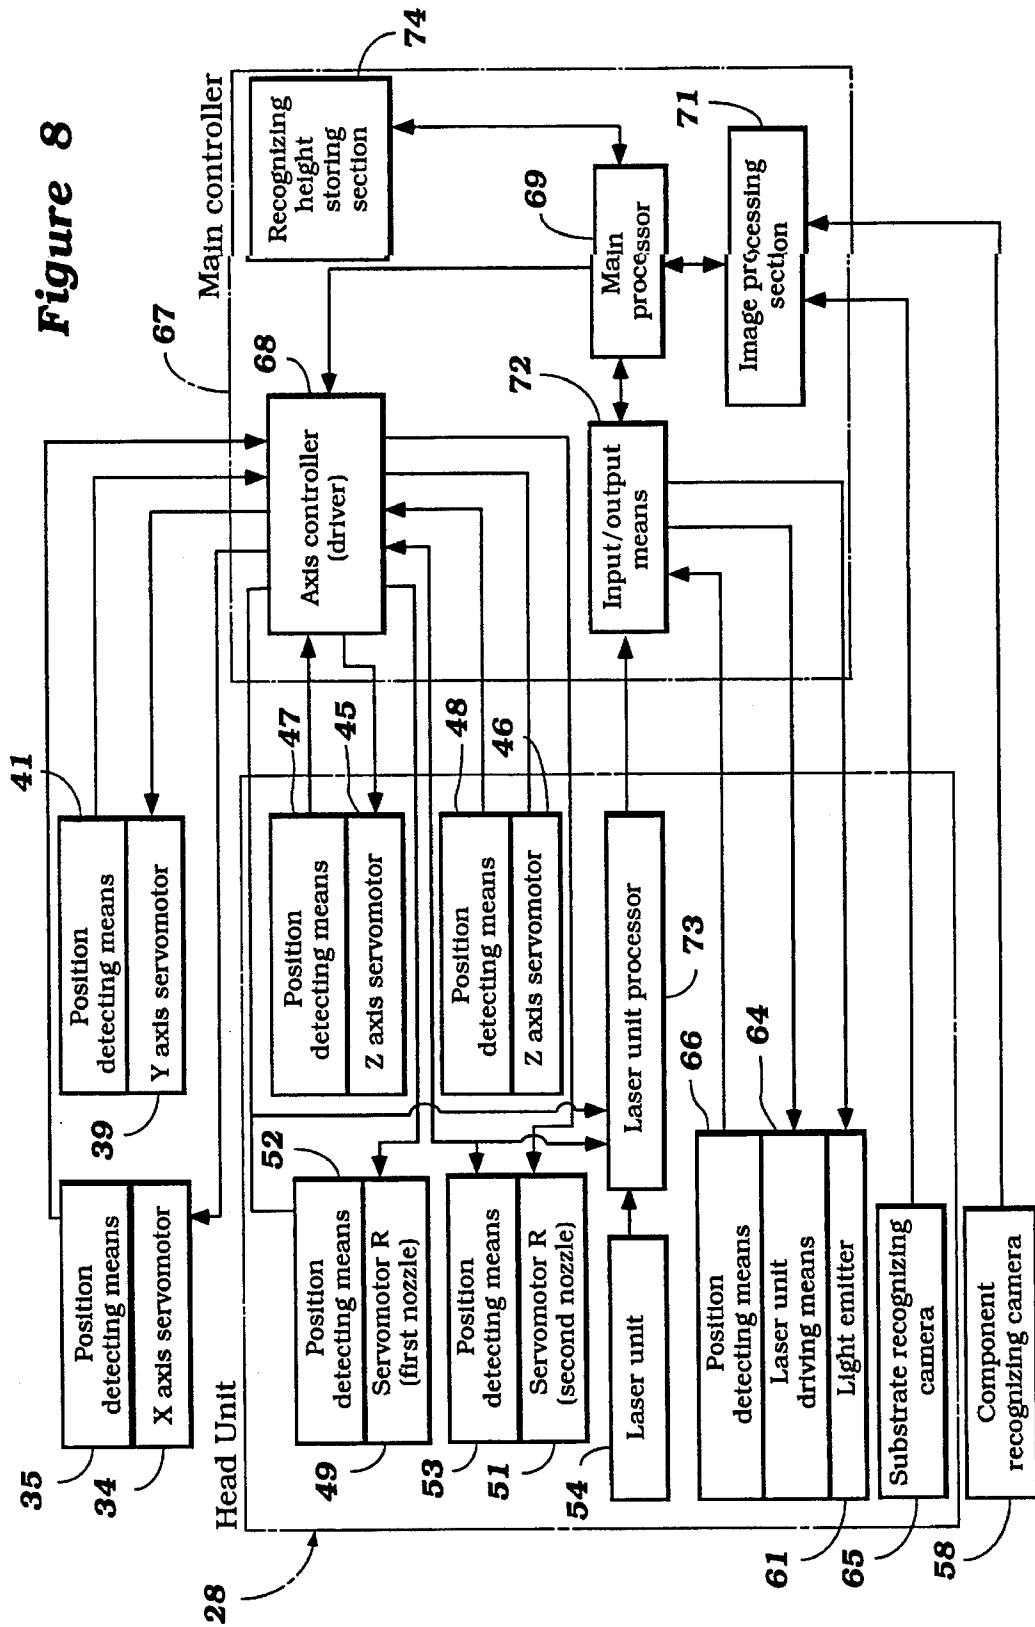 Figure 8
35
34
Position
detecting means
X axis servomotor
39
41
Position
detecting means
Y axis servomotor
67
Main controller
74
Recognizing
height
storing
section
68
Axis controller
(driver)
69
Main
processor
71
Image processing
section
72
Input/output
means
28
Head Unit
47
45
Position
detecting means
Z axis servomotor
48
46
Position
detecting means
Z axis servomotor
52
49
Position
detecting means
Servomotor R
(first nozzle)
53
51
Position
detecting means
Servomotor R
(second nozzle)
54
Laser unit
Laser unit processor
73
66
64
61
Position
detecting means
Laser unit
driving means
Light emitter
65
Substrate recognizing
camera
58
Component
recognizing camera